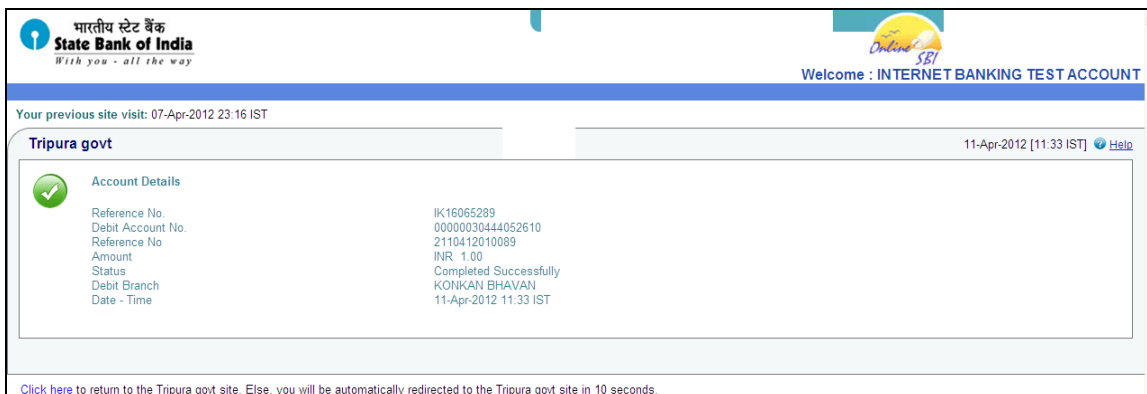 भारतीय स्टेट बैंक
State Bank of India
With you - all the way
Online SBI
Welcome : INTERNET BANKING TEST ACCOUNT
Your previous site visit: 07-Apr-2012 23:16 IST
Tripura govt 11-Apr-2012 [11:33 IST] ? Help
Account Details
Reference No. IK16065289
Debit Account No. 00000030444052610
Reference No 2110412010089
Amount INR 1.00
Status Completed Successfully
Debit Branch KONKAN BHAVAN
Date - Time 11-Apr-2012 11:33 IST
Click here to return to the Tripura govt site. Else, you will be automatically redirected to the Tripura govt site in 10 seconds.